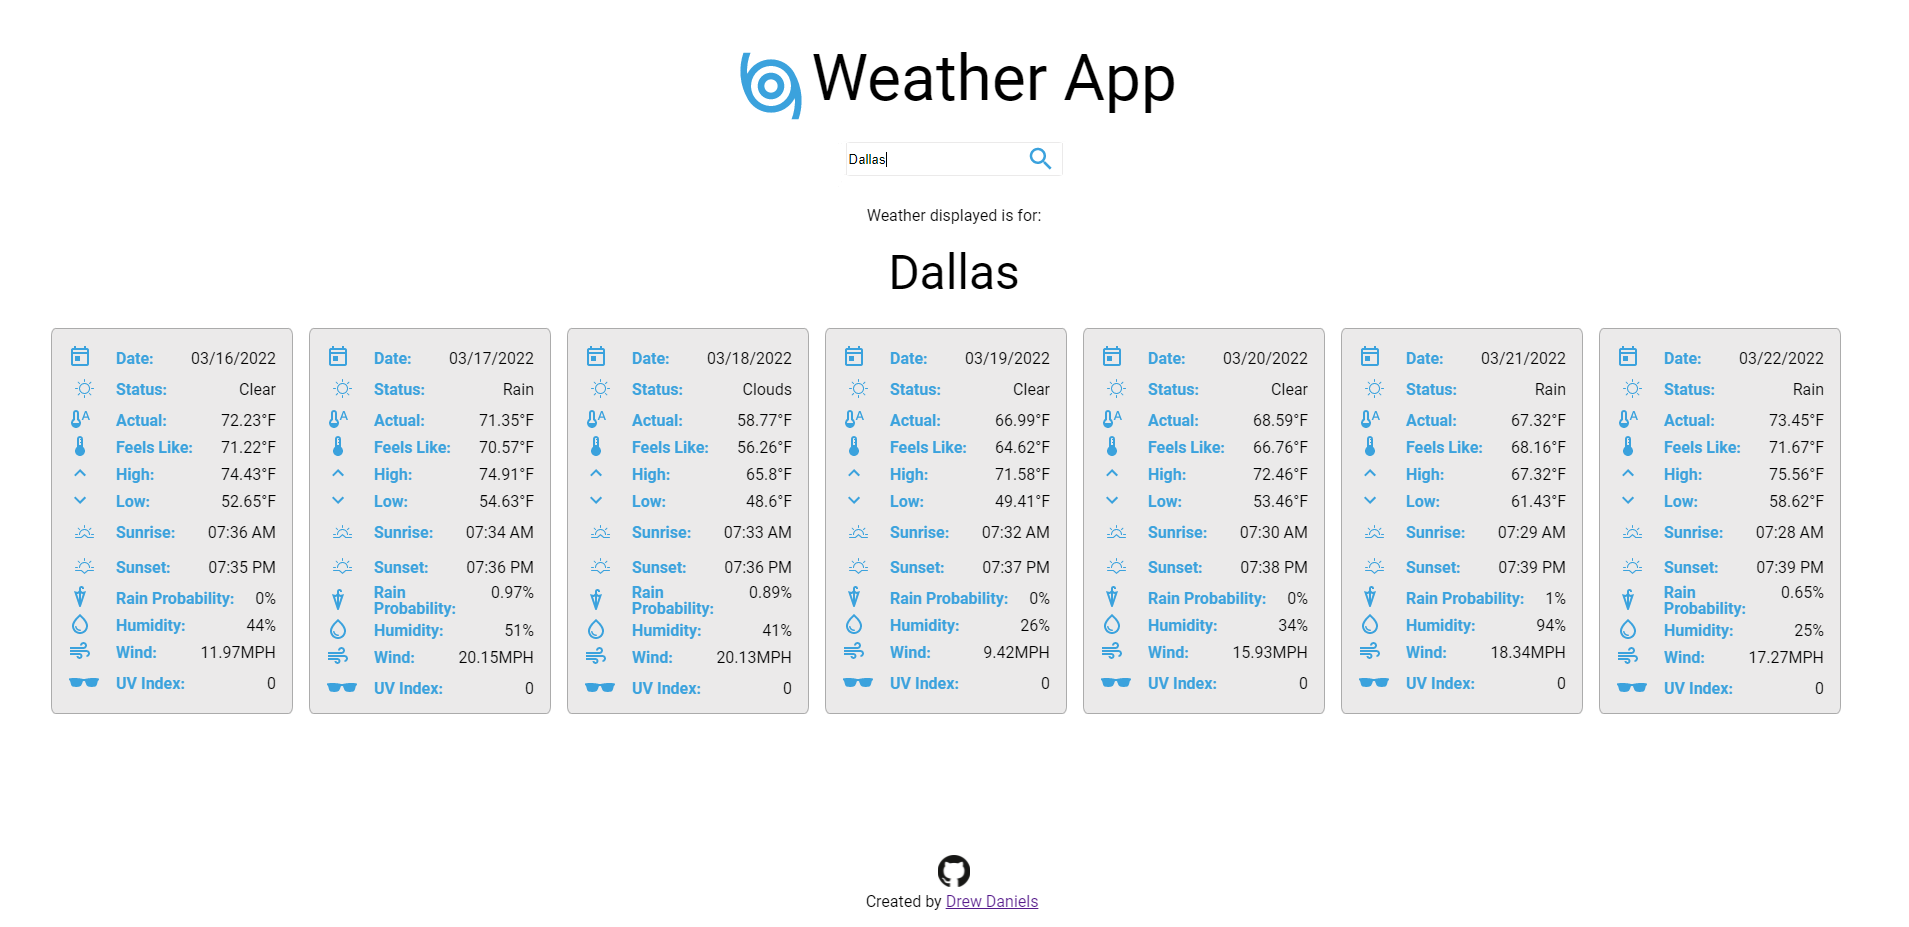 Weather App
Dallas
Weather displayed is for:
Dallas
Date: 03/16/2022
Status: Clear
A Actual: 72.23°F
Feels Like: 71.22°F
High: 74.43°F
Low: 52.65°F
Sunrise: 07:36 AM
Sunset: 07:35 PM
Rain Probability: 0%
Humidity: 44%
Wind: 11.97MPH
UV Index: 0
Date: 03/17/2022
Status: Rain
A Actual: 71.35°F
Feels Like: 70.57°F
High: 74.91°F
Low: 54.63°F
Sunrise: 07:34 AM
Sunset: 07:36 PM
Rain 0.97%
Probability:
Humidity: 51%
Wind: 20.15MPH
UV Index: 0
Date: 03/18/2022
Status: Clouds
A Actual: 58.77°F
Feels Like: 56.26°F
High: 65.8°F
Low: 48.6°F
Sunrise: 07:33 AM
Sunset: 07:36 PM
Rain 0.89%
Probability:
Humidity: 41%
Wind: 20.13MPH
UV Index: 0
Date: 03/19/2022
Status: Clear
A Actual: 66.99°F
Feels Like: 64.62°F
High: 71.58°F
Low: 49.41°F
Sunrise: 07:32 AM
Sunset: 07:37 PM
Rain Probability: 0%
Humidity: 26%
Wind: 9.42MPH
UV Index: 0
Date: 03/20/2022
Status: Clear
A Actual: 68.59°F
Feels Like: 66.76°F
High: 72.46°F
Low: 53.46°F
Sunrise: 07:30 AM
Sunset: 07:38 PM
Rain Probability: 0%
Humidity: 34%
Wind: 15.93MPH
UV Index: 0
Date: 03/21/2022
Status: Rain
A Actual: 67.32°F
Feels Like: 68.16°F
High: 67.32°F
Low: 61.43°F
Sunrise: 07:29 AM
Sunset: 07:39 PM
Rain Probability: 1%
Humidity: 94%
Wind: 18.34MPH
UV Index: 0
Date: 03/22/2022
Status: Rain
A Actual: 73.45°F
Feels Like: 71.67°F
High: 75.56°F
Low: 58.62°F
Sunrise: 07:28 AM
Sunset: 07:39 PM
Rain 0.65%
Probability:
Humidity: 25%
Wind: 17.27MPH
UV Index: 0
Created by Drew Daniels